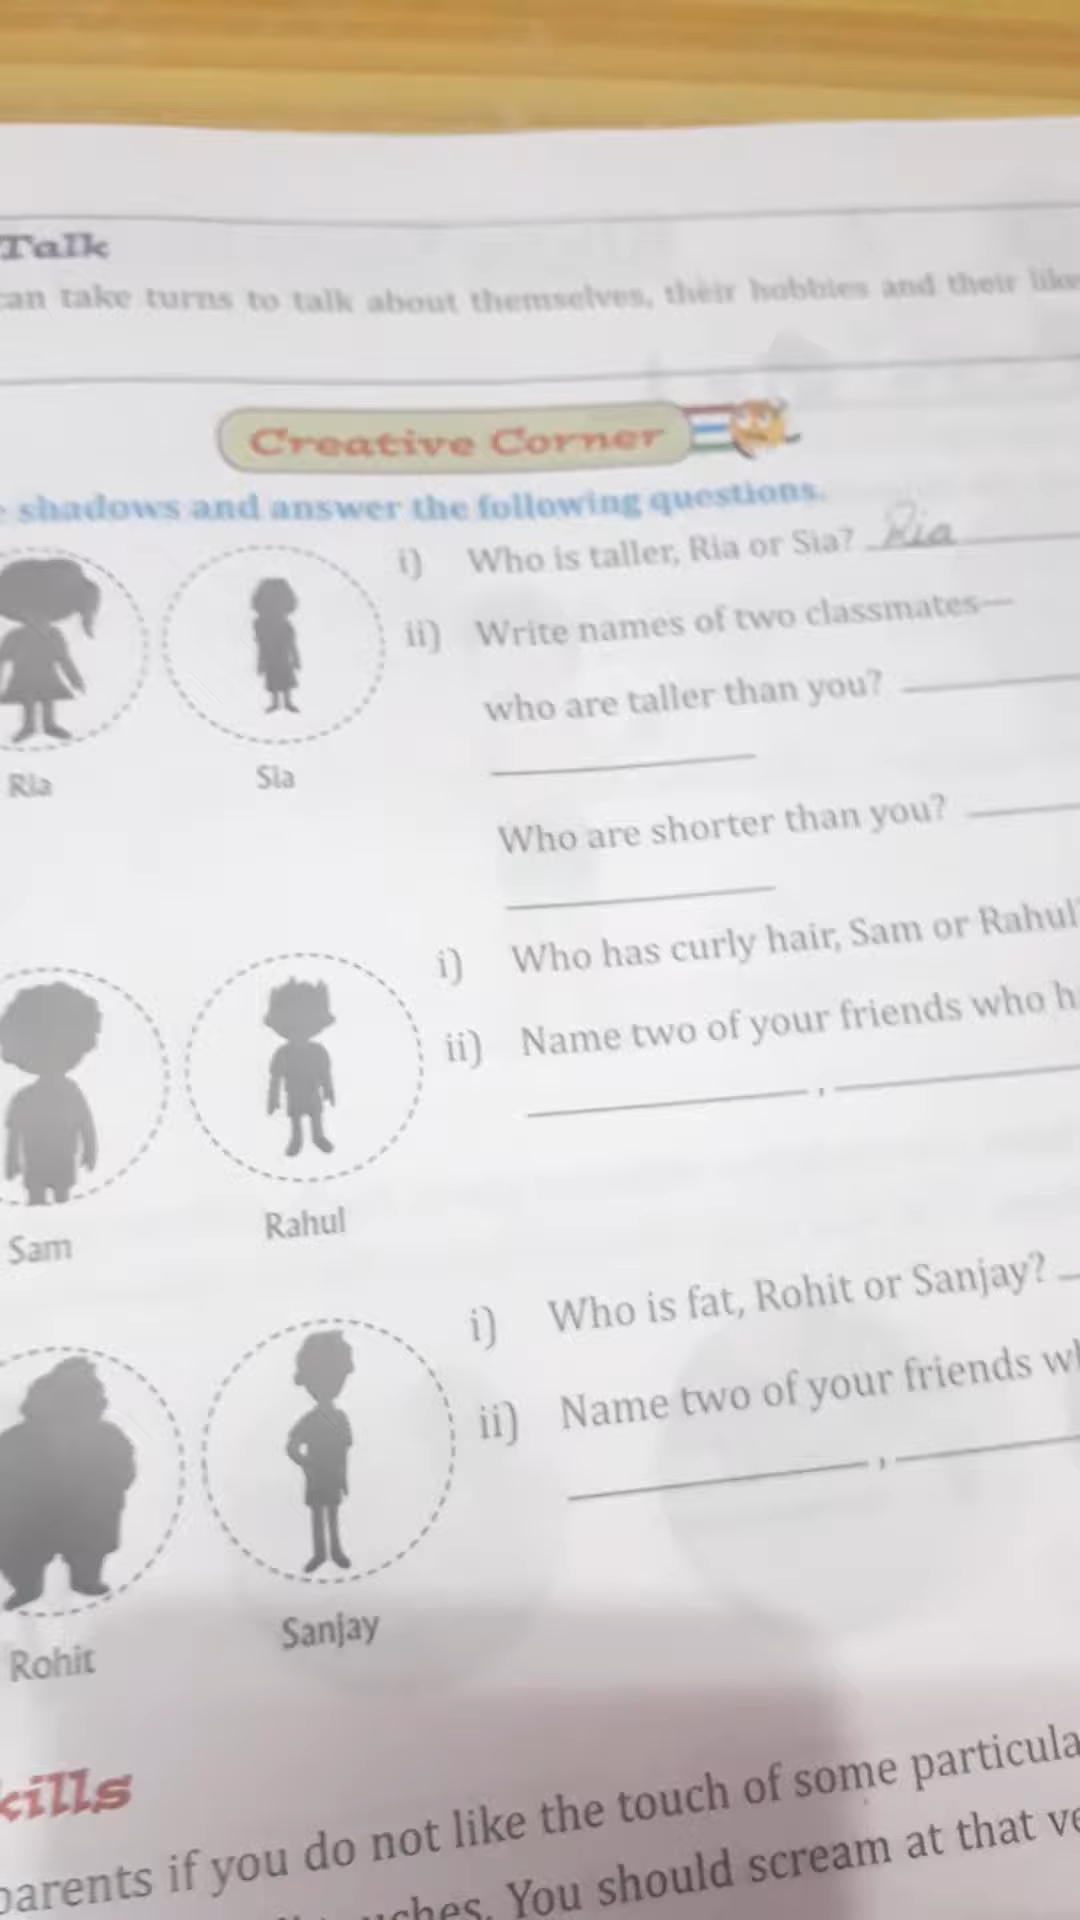 Talk
can take turns to talk about themselves, their hobbies and their like
Creative Corner
shadows and answer the following questions.
i) Who is taller, Ria or Sia? Ria
ii) Write names of two classmates—
who are taller than you?
Ria
Sia
Who are shorter than you?
i) Who has curly hair, Sam or Rahul
ii) Name two of your friends who h
,
Sam
Rahul
i) Who is fat, Rohit or Sanjay?
ii) Name two of your friends wh
,
Rohit
Sanjay
kills
parents if you do not like the touch of some particula
uches. You should scream at that ve